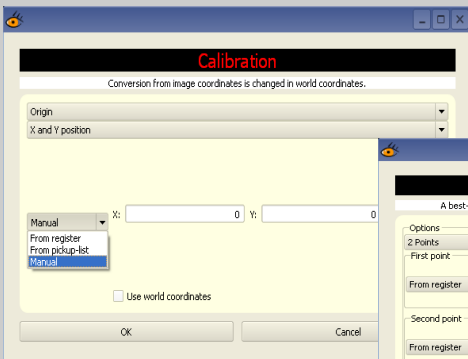 Calibration
Conversion from image coordinates is changed in world coordinates.
Origin
X and Y position
Manual
X: 0 Y: 0
From register
From pickup-list
Manual
Use world coordinates
OK Cancel
A best-
Options
2 Points
First point
From register
Second point
From register